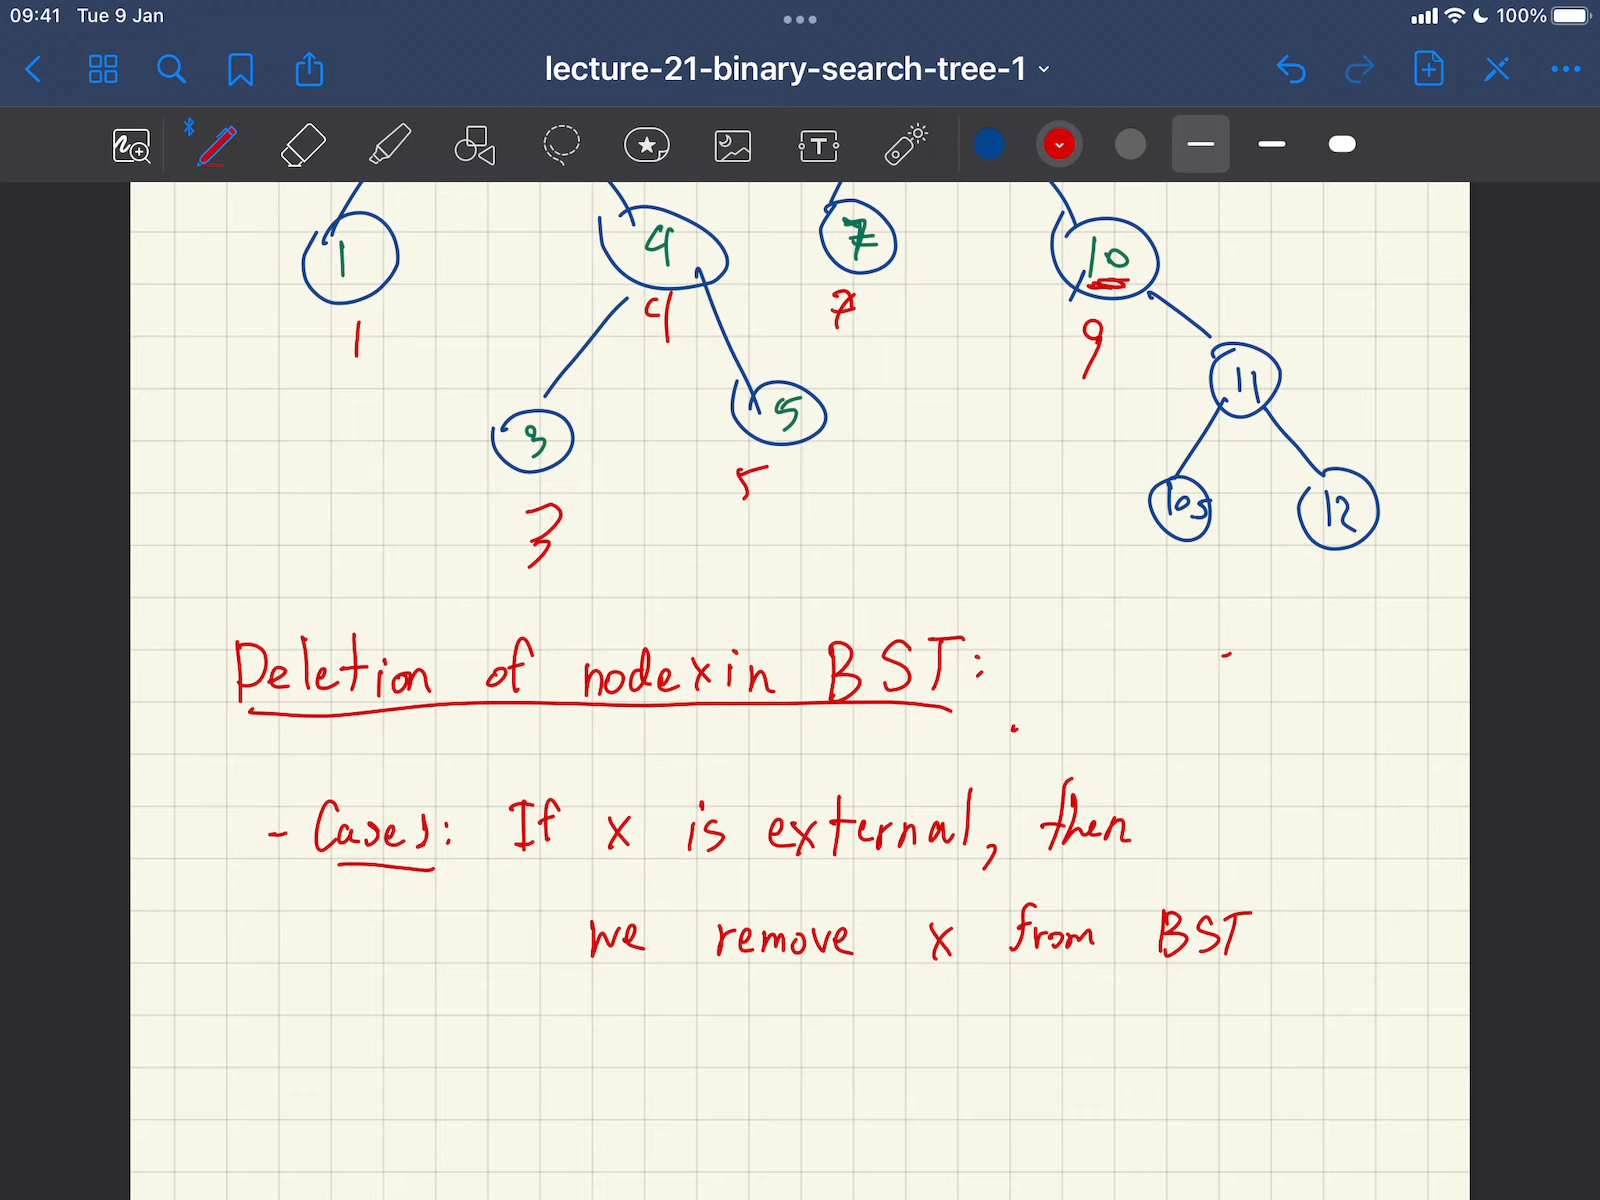 09:41 Tue 9 Jan
100%
lecture-21-binary-search-tree-1
T
1
4
7
10
1
4
7
9
11
3
5
10.5
12
3
5
Deletion of node x in BST:
- Cases: If x is external, then
we remove x from BST